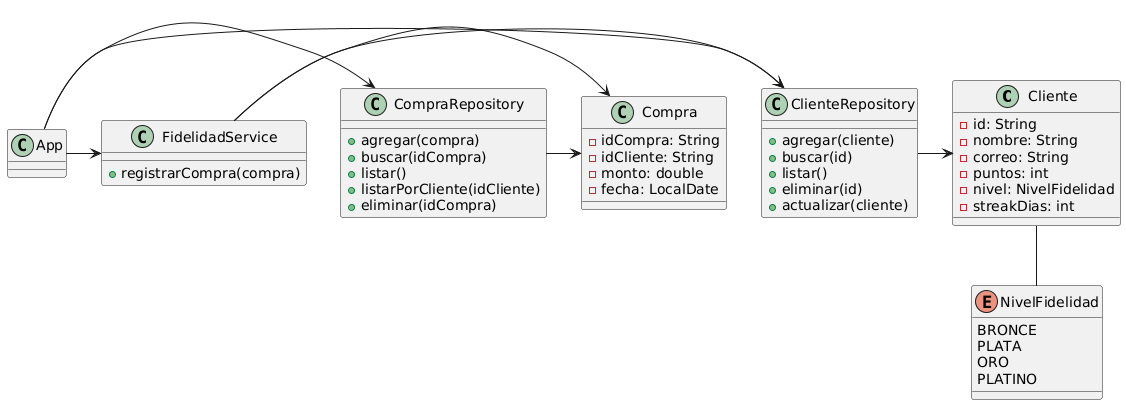 C App
C FidelidadService
registrarCompra(compra)
C CompraRepository
agregar(compra)
buscar(idCompra)
listar()
listarPorCliente(idCliente)
eliminar(idCompra)
C Compra
idCompra: String
idCliente: String
monto: double
fecha: LocalDate
C ClienteRepository
agregar(cliente)
buscar(id)
listar()
eliminar(id)
actualizar(cliente)
C Cliente
id: String
nombre: String
correo: String
puntos: int
nivel: NivelFidelidad
streakDias: int
E NivelFidelidad
BRONCE
PLATA
ORO
PLATINO